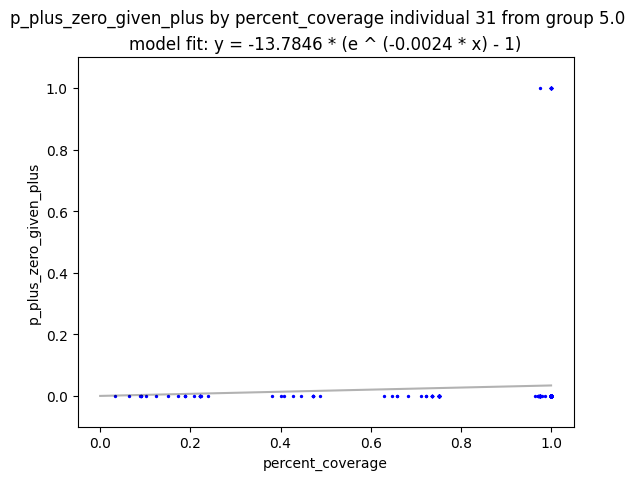 p_plus_zero_given_plus by percent_coverage individual 31 from group 5.0
model fit: y = -13.7846 * (e ^ (-0.0024 * x) - 1)
1.0
0.8
0.6
0.4
0.2
0.0
p_plus_zero_given_plus
0.0 0.2 0.4 0.6 0.8 1.0
percent_coverage